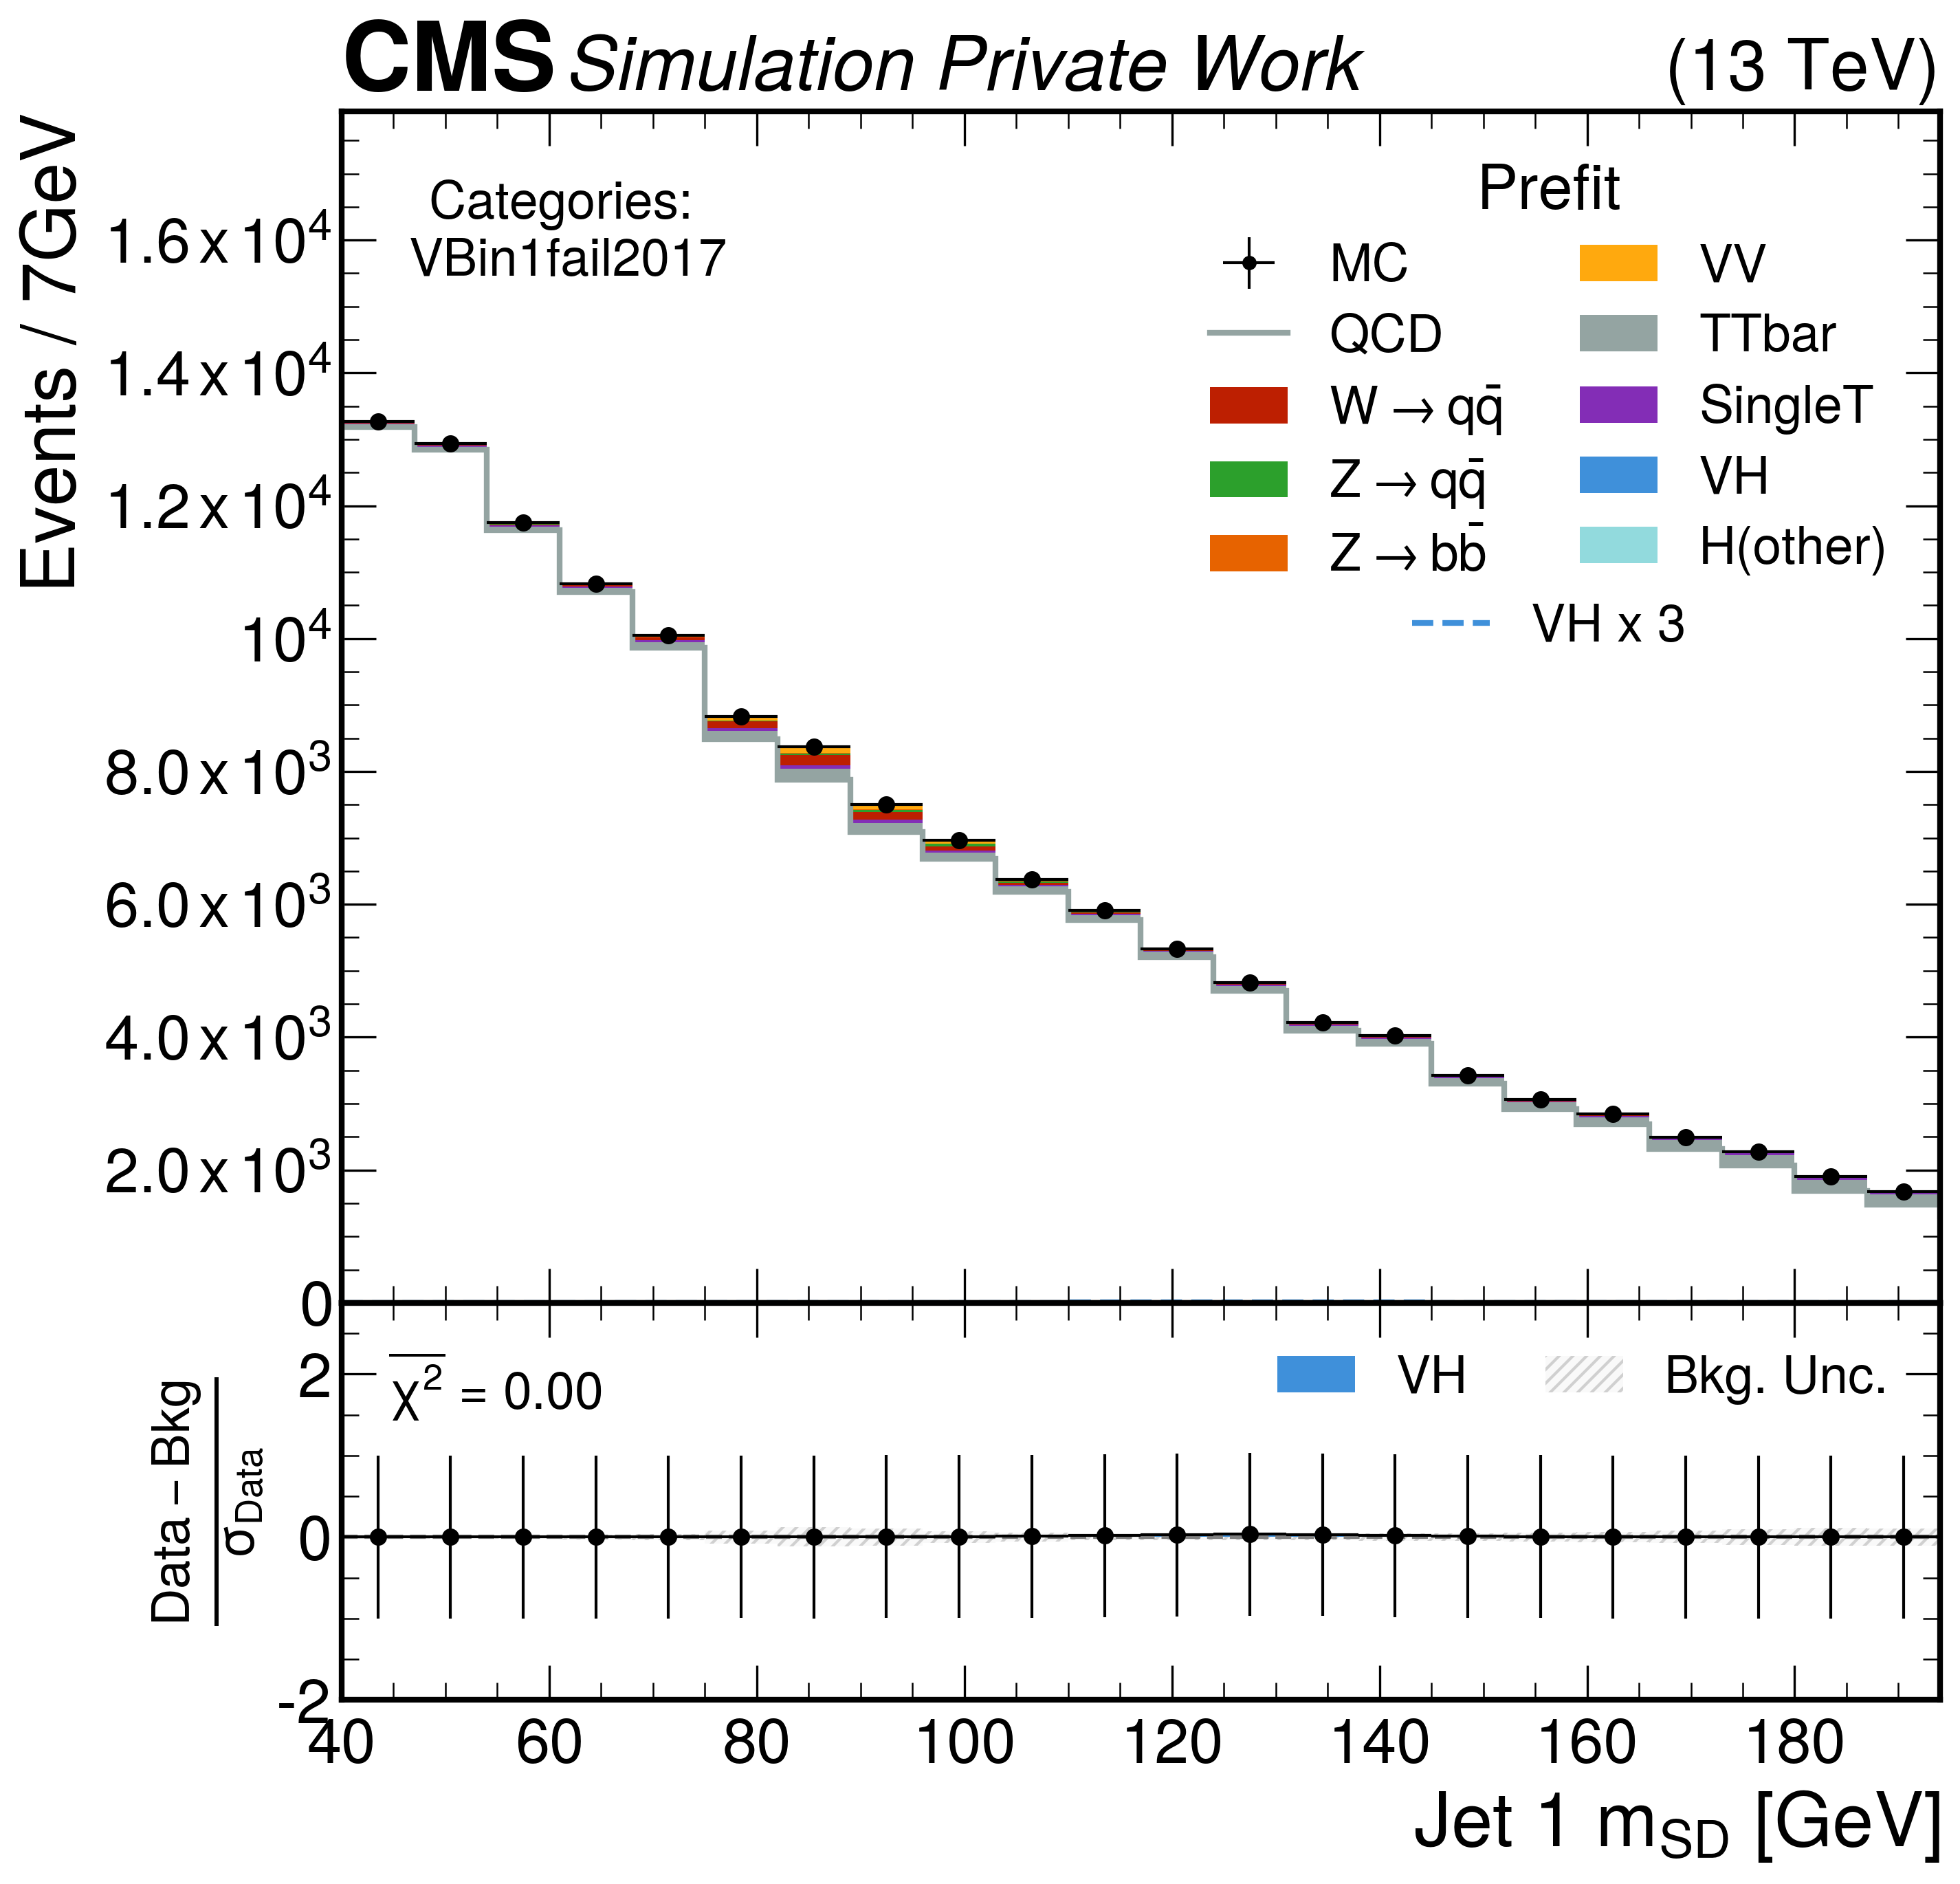 CMS Simulation Private Work (13 TeV)
Events / 7GeV
Categories:
VBin1fail2017
Prefit
MC
QCD
W → qq̄
Z → qq̄
Z → bb̄
VV
TTbar
SingleT
VH
H(other)
VH x 3
1.6 x 10⁴
1.4 x 10⁴
1.2 x 10⁴
10⁴
8.0 x 10³
6.0 x 10³
4.0 x 10³
2.0 x 10³
0
Data − Bkg
σ_Data
2
0
-2
χ² = 0.00
VH
Bkg. Unc.
40 60 80 100 120 140 160 180
Jet 1 m_SD [GeV]